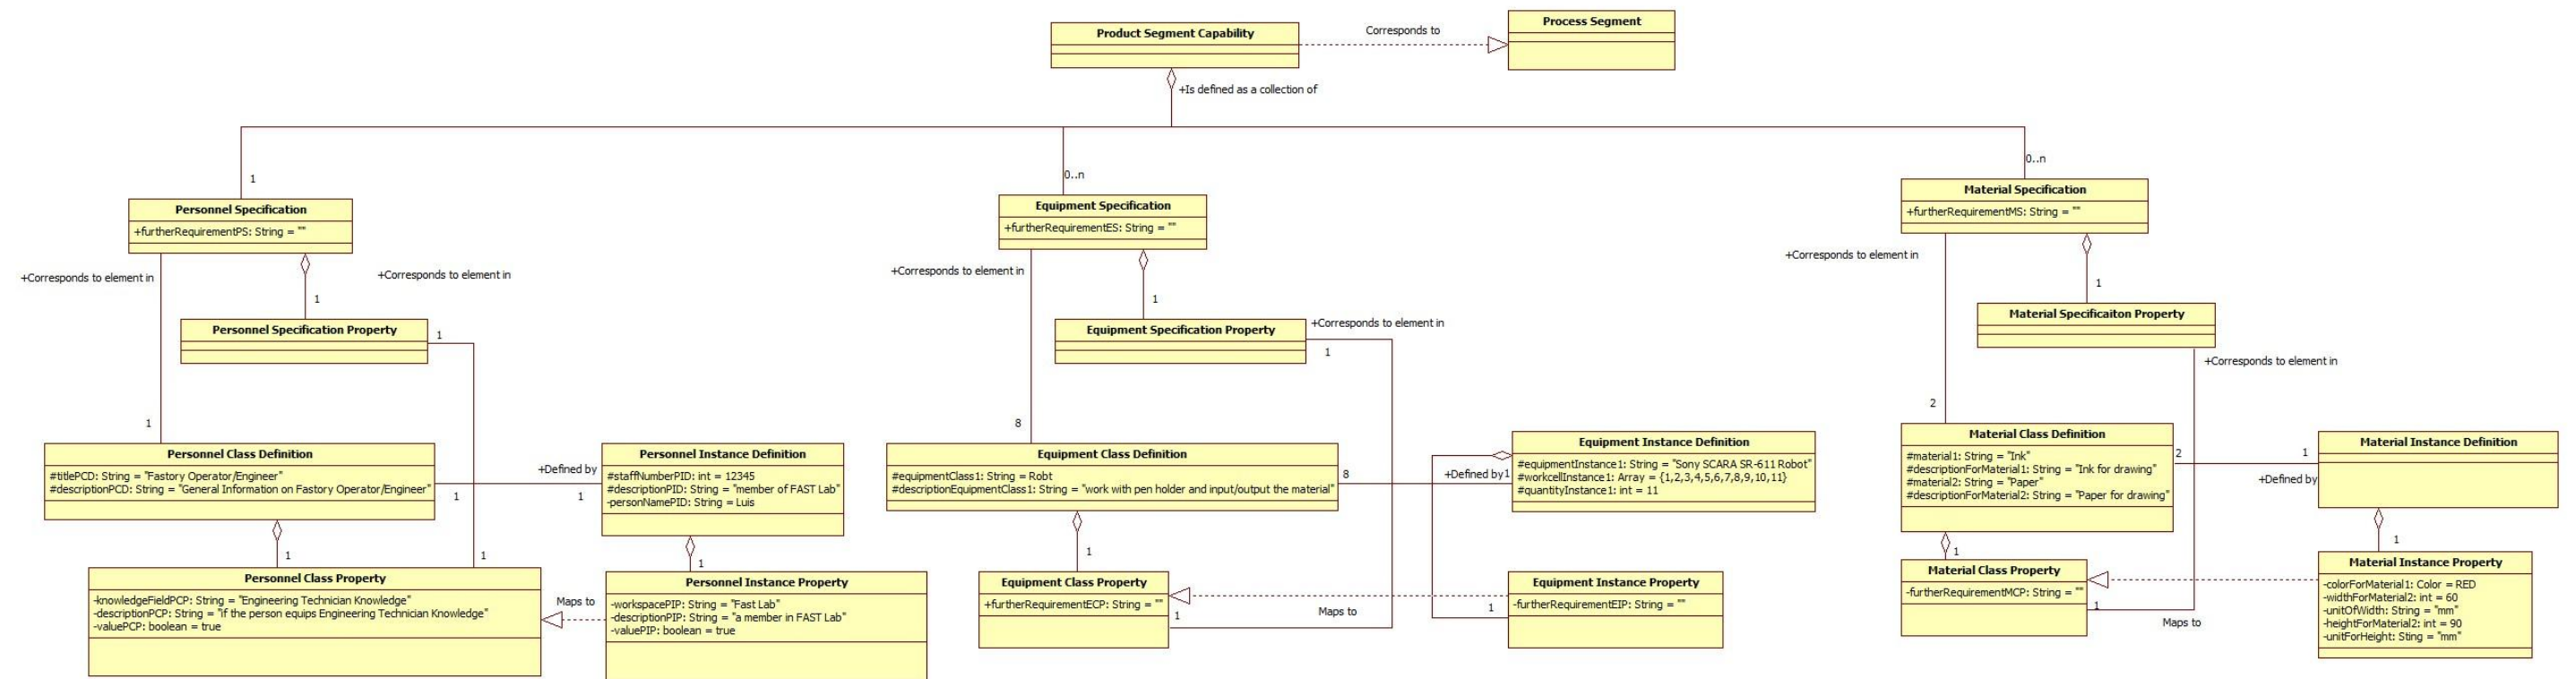 Product Segment Capability
Corresponds to
Process Segment
+Is defined as a collection of
1
0..n
0..n
Personnel Specification
+furtherRequirementPS: String = ""
Equipment Specification
+furtherRequirementES: String = ""
Material Specification
+furtherRequirementMS: String = ""
+Corresponds to element in
+Corresponds to element in
1
Personnel Specification Property
1
+Corresponds to element in
1
Equipment Specification Property
+Corresponds to element in
1
+Corresponds to element in
1
Material Specificaiton Property
+Corresponds to element in
1
8
2
Personnel Class Definition
#titlePCD: String = "Fastory Operator/Engineer"
#descriptionPCD: String = "General Information on Fastory Operator/Engineer"
1
+Defined by
1
Personnel Instance Definition
#staffNumberPID: int = 12345
#descriptionPID: String = "member of FAST Lab"
-personNamePID: String = Luis
Equipment Class Definition
#equipmentClass1: String = Robt
#descriptionEquipmentClass1: String = "work with pen holder and input/output the material"
8
+Defined by
1
Equipment Instance Definition
#equipmentInstance1: String = "Sony SCARA SR-611 Robot"
#workcellInstance1: Array = {1,2,3,4,5,6,7,8,9,10,11}
#quantityInstance1: int = 11
Material Class Definition
#material1: String = "Ink"
#descriptionForMaterial1: String = "Ink for drawing"
#material2: String = "Paper"
#descriptionForMaterial2: String = "Paper for drawing"
2
1
+Defined by
Material Instance Definition
1
1
1
1
1
1
Personnel Class Property
-knowledgeFieldPCP: String = "Engineering Technician Knowledge"
-descriptionPCP: String = "if the person equips Engineering Technician Knowledge"
-valuePCP: boolean = true
Maps to
Personnel Instance Property
-workspacePIP: String = "Fast Lab"
-descriptionPIP: String = "a member in FAST Lab"
-valuePIP: boolean = true
Equipment Class Property
+furtherRequirementECP: String = ""
1
Maps to
1
Equipment Instance Property
-furtherRequirementEIP: String = ""
Material Class Property
-furtherRequirementMCP: String = ""
1
Maps to
Material Instance Property
-colorForMaterial1: Color = RED
-widthForMaterial2: int = 60
-unitOfWidth: String = "mm"
-heightForMaterial2: int = 90
-unitForHeight: Sting = "mm"